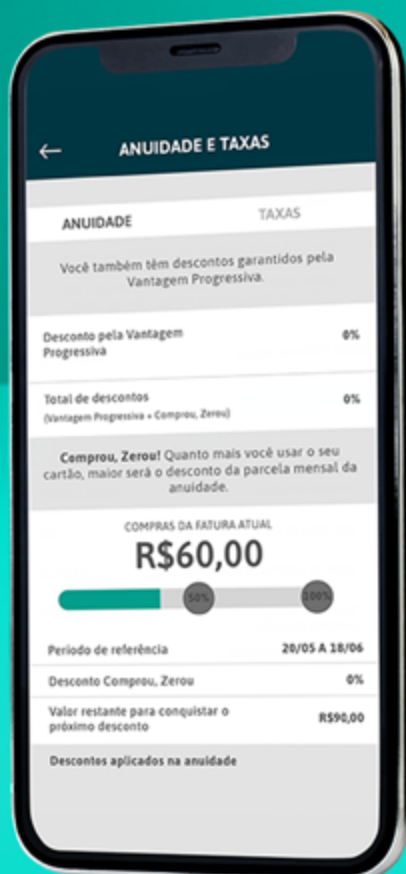 ANUIDADE E TAXAS
ANUIDADE TAXAS
Você também têm descontos garantidos pela
Vantagem Progressiva.
Desconto pela Vantagem
Progressiva 0%
Total de descontos 0%
(Vantagem Progressiva + Comprou, Zerou)
Comprou, Zerou! Quanto mais você usar o seu
cartão, maior será o desconto da parcela mensal da
anuidade.
COMPRAS DA FATURA ATUAL
R$60,00
50% 100%
Período de referência 20/05 A 18/06
Desconto Comprou, Zerou 0%
Valor restante para conquistar o
próximo desconto R$90,00
Descontos aplicados na anuidade